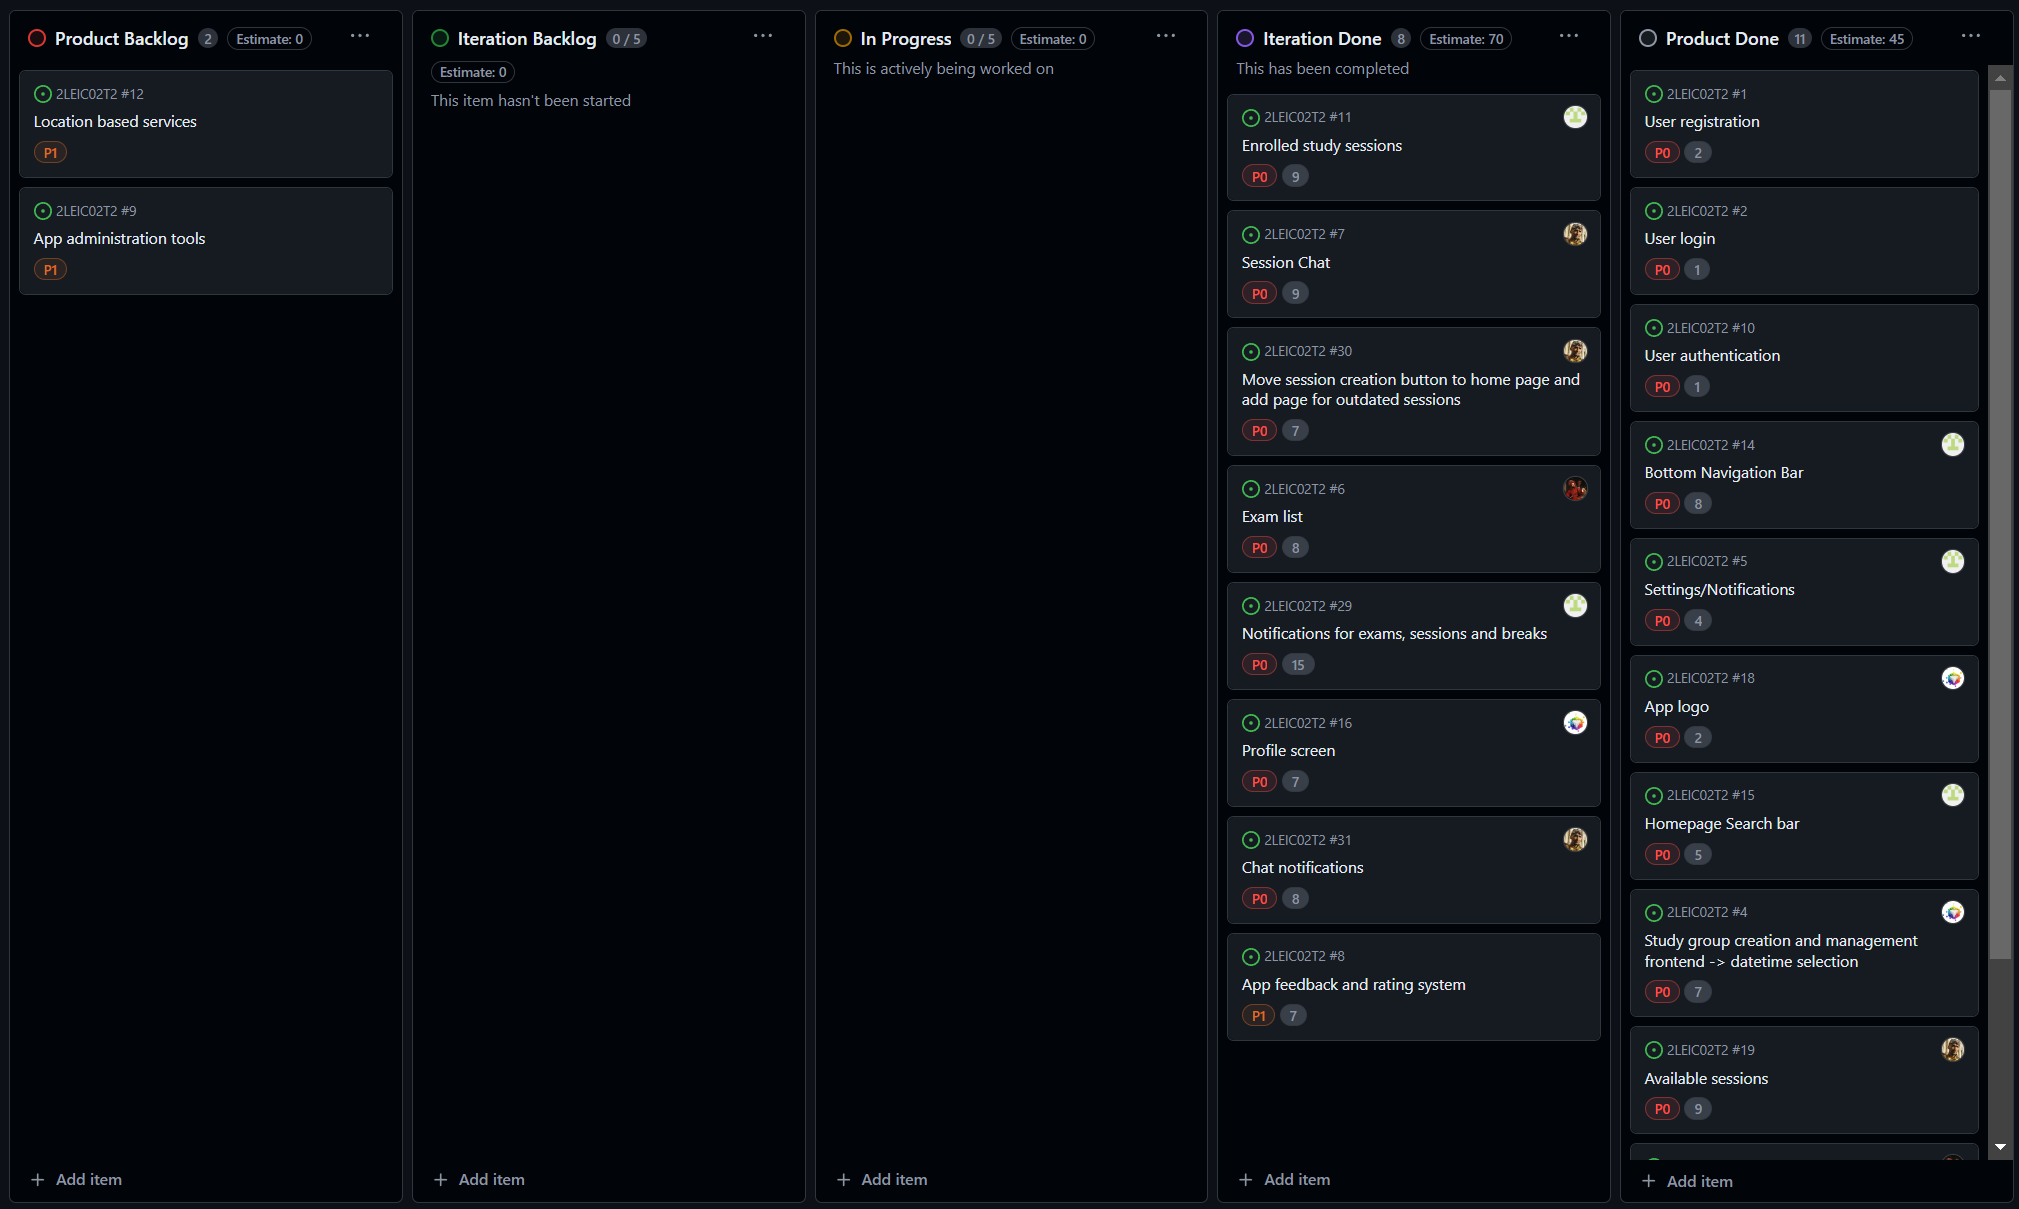 Product Backlog 2 Estimate: 0
2LEIC02T2 #12
Location based services
P1
2LEIC02T2 #9
App administration tools
P1
Add item
Iteration Backlog 0 / 5
Estimate: 0
This item hasn't been started
Add item
In Progress 0 / 5 Estimate: 0
This is actively being worked on
Add item
Iteration Done 8 Estimate: 70
This has been completed
2LEIC02T2 #11
Enrolled study sessions
P0 9
2LEIC02T2 #7
Session Chat
P0 9
2LEIC02T2 #30
Move session creation button to home page and
add page for outdated sessions
P0 7
2LEIC02T2 #6
Exam list
P0 8
2LEIC02T2 #29
Notifications for exams, sessions and breaks
P0 15
2LEIC02T2 #16
Profile screen
P0 7
2LEIC02T2 #31
Chat notifications
P0 8
2LEIC02T2 #8
App feedback and rating system
P1 7
Add item
Product Done 11 Estimate: 45
2LEIC02T2 #1
User registration
P0 2
2LEIC02T2 #2
User login
P0 1
2LEIC02T2 #10
User authentication
P0 1
2LEIC02T2 #14
Bottom Navigation Bar
P0 8
2LEIC02T2 #5
Settings/Notifications
P0 4
2LEIC02T2 #18
App logo
P0 2
2LEIC02T2 #15
Homepage Search bar
P0 5
2LEIC02T2 #4
Study group creation and management
frontend -> datetime selection
P0 7
2LEIC02T2 #19
Available sessions
P0 9
Add item